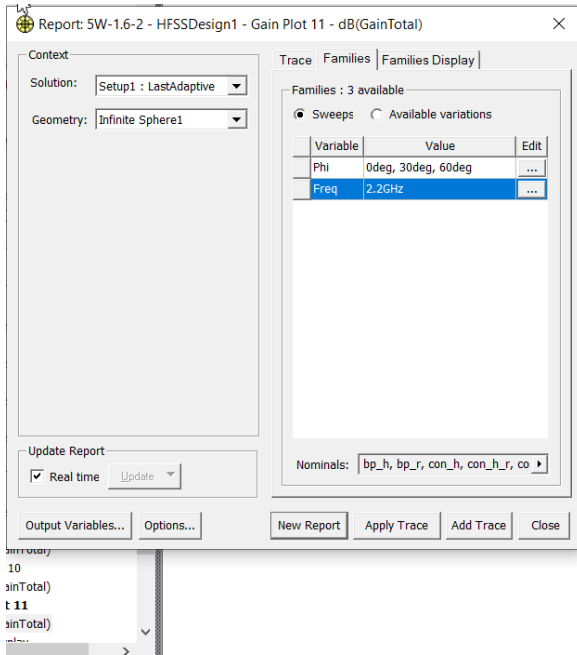 Report: 5W-1.6-2 - HFSSDesign1 - Gain Plot 11 - dB(GainTotal)
Context
Solution: Setup1 : LastAdaptive
Geometry: Infinite Sphere1
Trace Families Families Display
Families : 3 available
Sweeps Available variations
Variable Value Edit
Phi 0deg, 30deg, 60deg ...
Freq 2.2GHz ...
Nominals: bp_h, bp_r, con_h, con_h_r, co
Update Report
Real time Update
Output Variables... Options... New Report Apply Trace Add Trace Close
ainTotal)
10
ainTotal)
t 11
ainTotal)